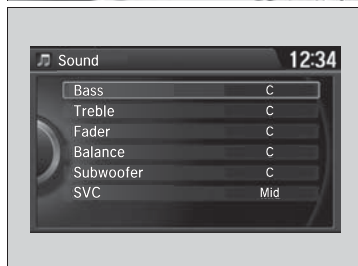 Sound 12:34
Bass C
Treble C
Fader C
Balance C
Subwoofer C
SVC Mid